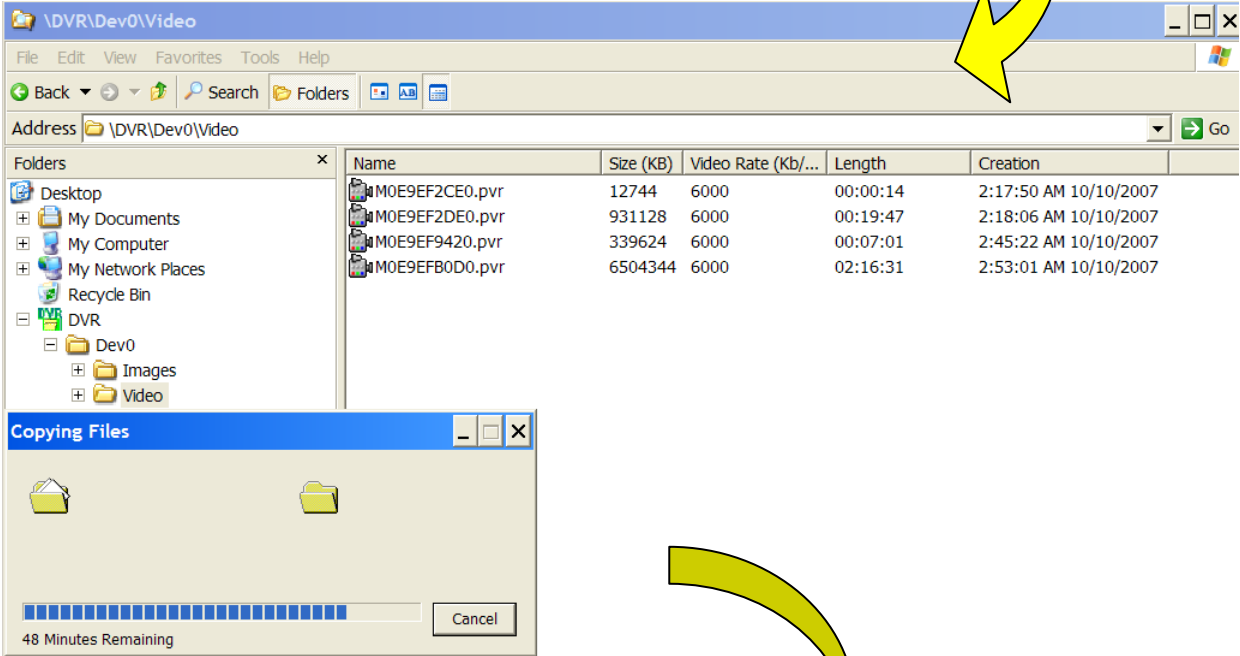 \DVR\Dev0\Video
File Edit View Favorites Tools Help
Back Search Folders
Address \DVR\Dev0\Video Go
Folders
Desktop
My Documents
My Computer
My Network Places
Recycle Bin
DVR
Dev0
Images
Video
Name Size (KB) Video Rate (Kb/... Length Creation
M0E9EF2CE0.pvr 12744 6000 00:00:14 2:17:50 AM 10/10/2007
M0E9EF2DE0.pvr 931128 6000 00:19:47 2:18:06 AM 10/10/2007
M0E9EF9420.pvr 339624 6000 00:07:01 2:45:22 AM 10/10/2007
M0E9EFB0D0.pvr 6504344 6000 02:16:31 2:53:01 AM 10/10/2007
Copying Files
Cancel
48 Minutes Remaining